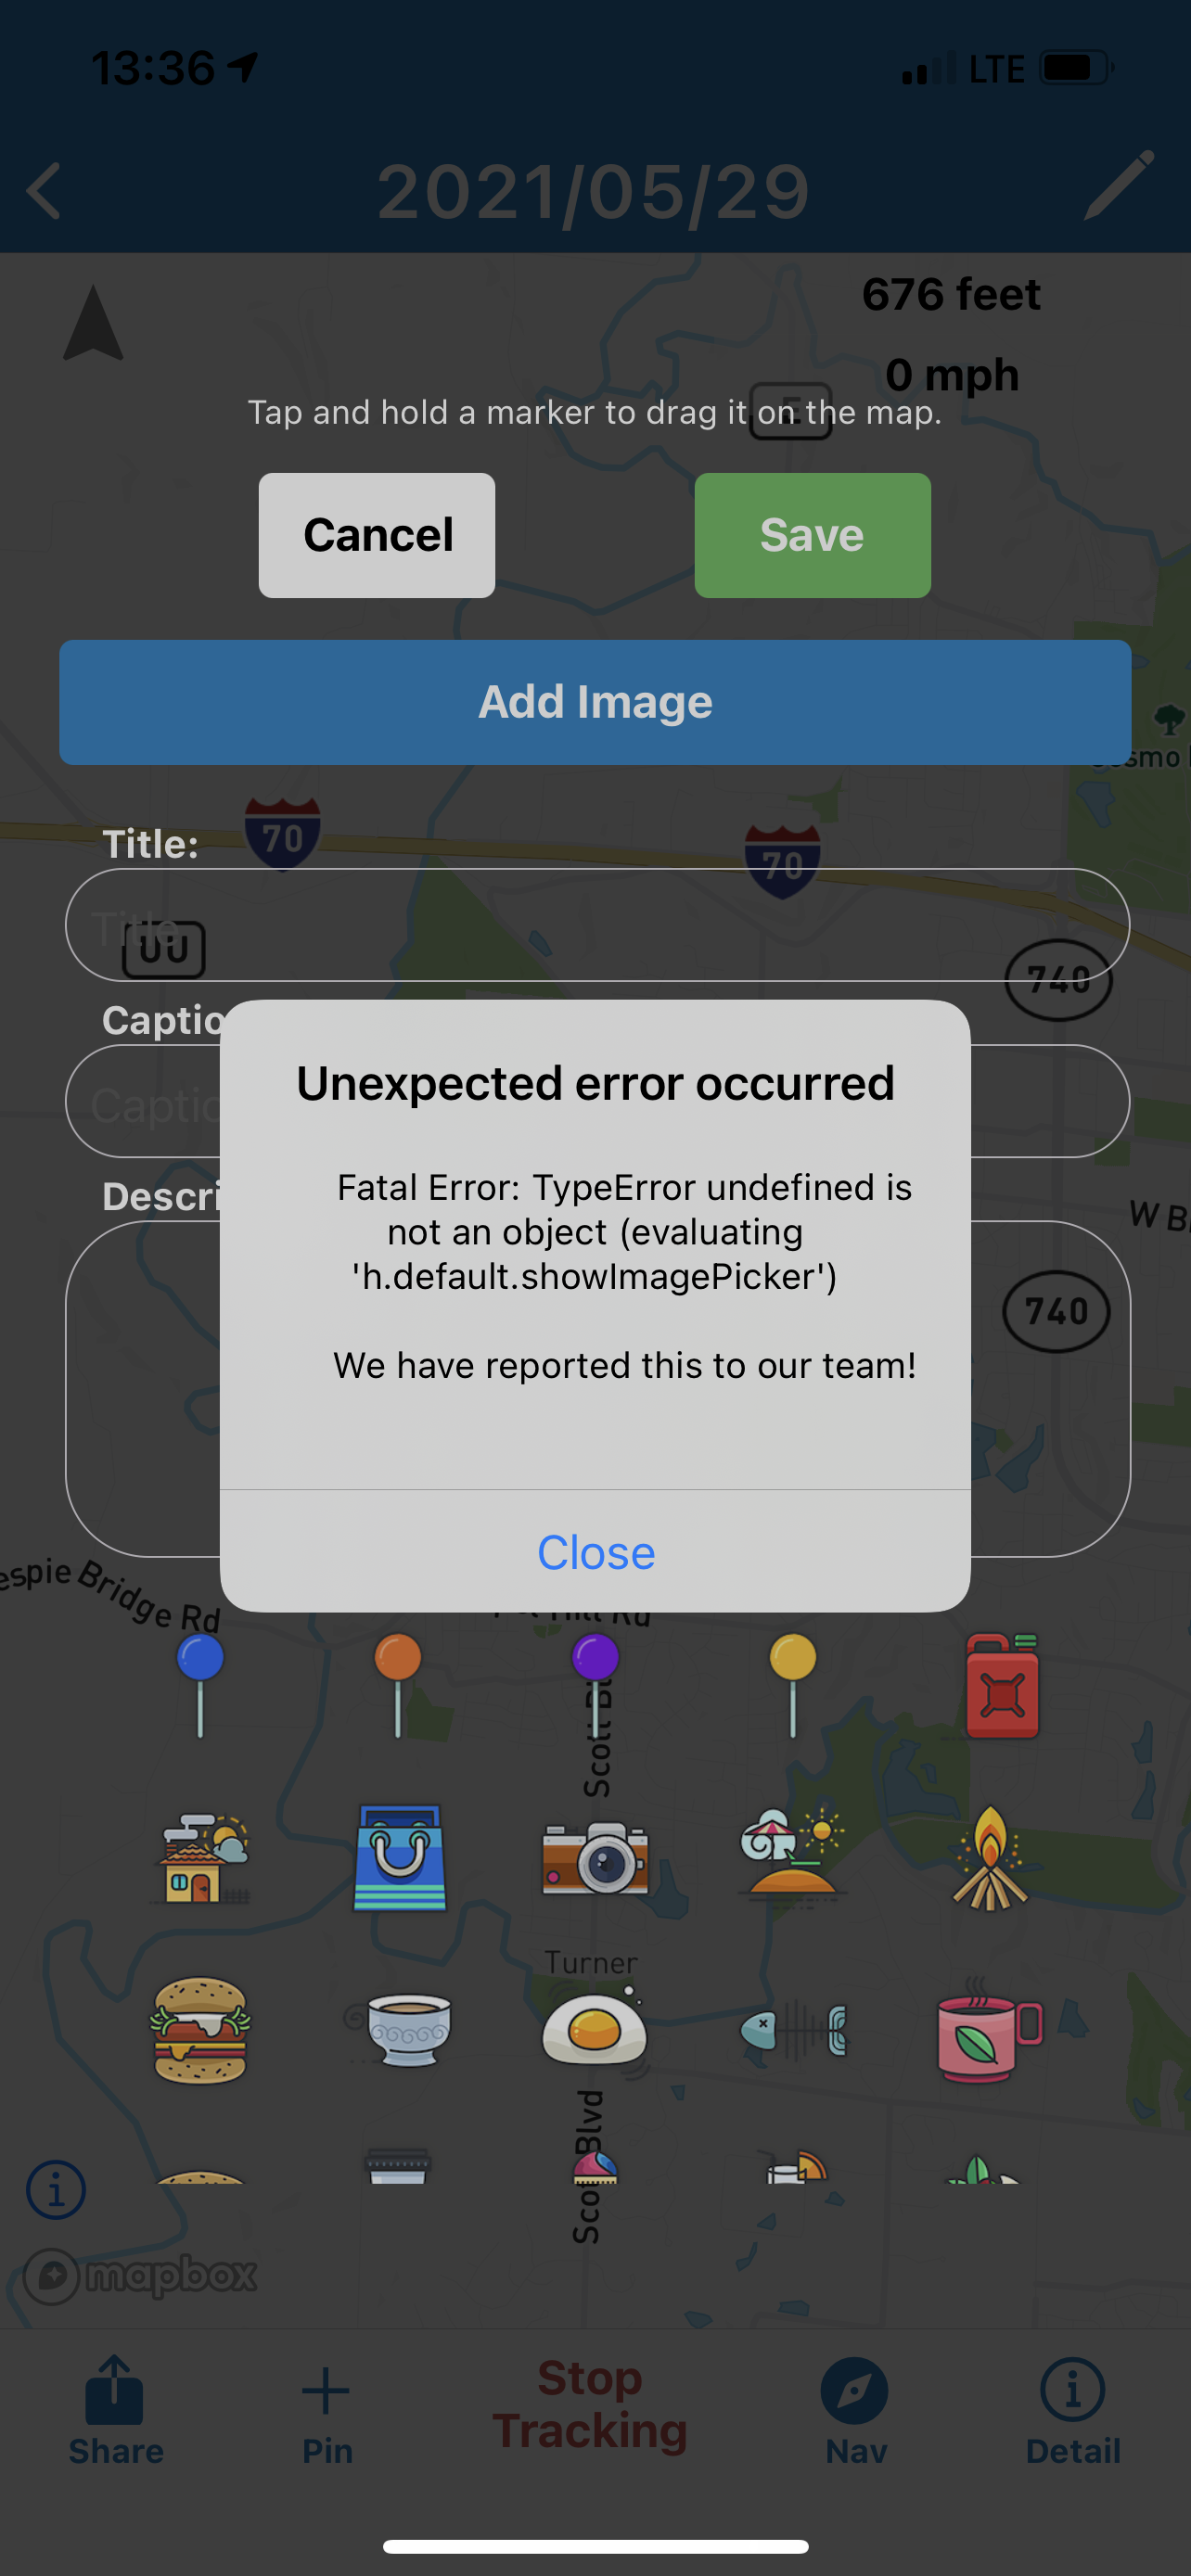 13:36
LTE
2021/05/29
676 feet
0 mph
E
Tap and hold a marker to drag it on the map.
Cancel
Save
Add Image
smo
Title:
70
70
Title
UU
740
Captio
Captio
Unexpected error occurred
Fatal Error: TypeError undefined is
not an object (evaluating
'h.default.showImagePicker')
We have reported this to our team!
Close
Descri
W B
740
espie Bridge Rd
Scott Bl
Turner
Scot Blvd
mapbox
Share
Pin
Stop
Tracking
Nav
Detail